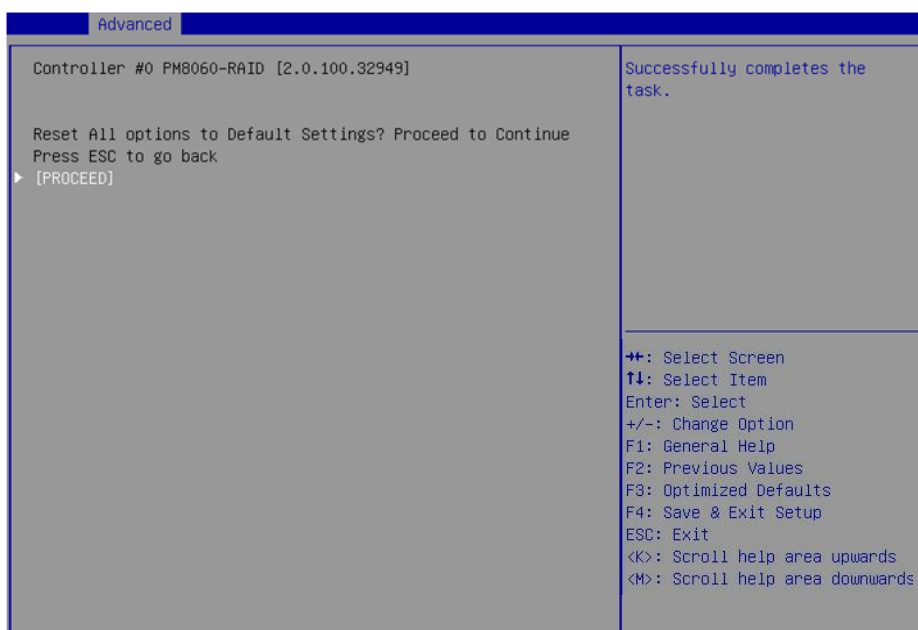 Advanced
Controller #0 PM8060-RAID [2.0.100.32949]
Reset All options to Default Settings? Proceed to Continue
Press ESC to go back
[PROCEED]
Successfully completes the
task.
→←: Select Screen
↑↓: Select Item
Enter: Select
+/-: Change Option
F1: General Help
F2: Previous Values
F3: Optimized Defaults
F4: Save & Exit Setup
ESC: Exit
<K>: Scroll help area upwards
<M>: Scroll help area downwards